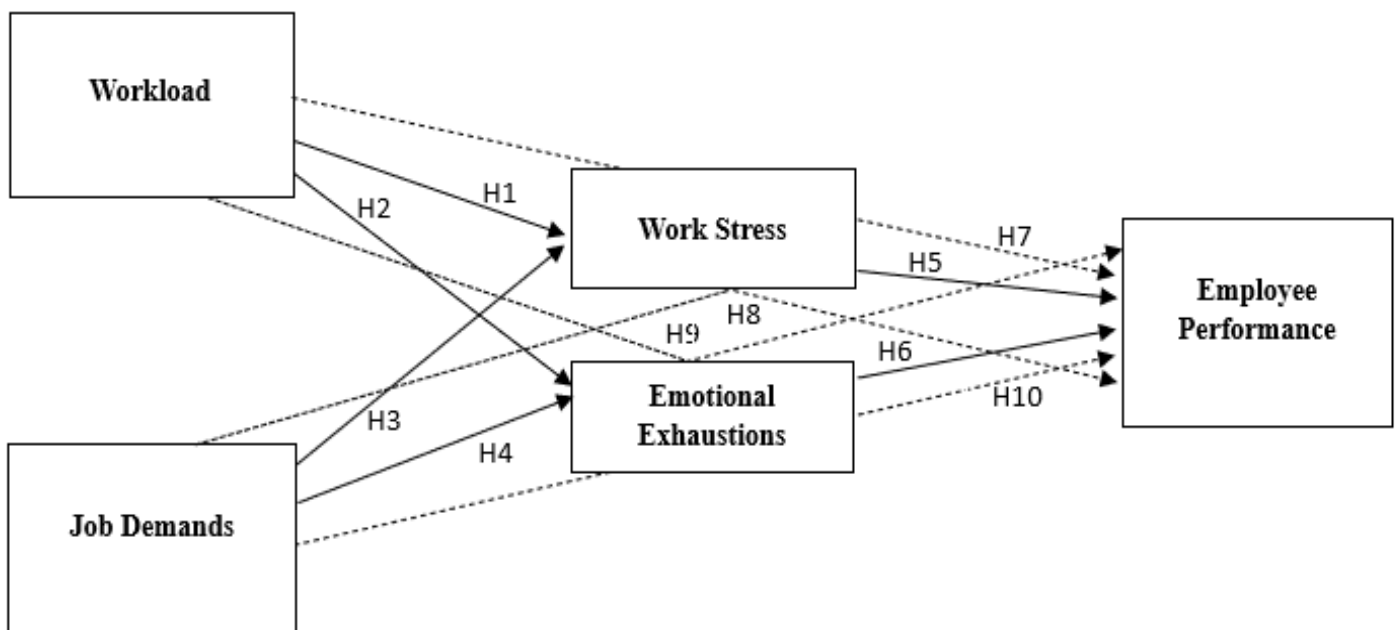 Workload
H1
H2
Work Stress
H7
H5
Employee
Performance
H8
H9
H6
Emotional
Exhaustions
H10
H3
H4
Job Demands